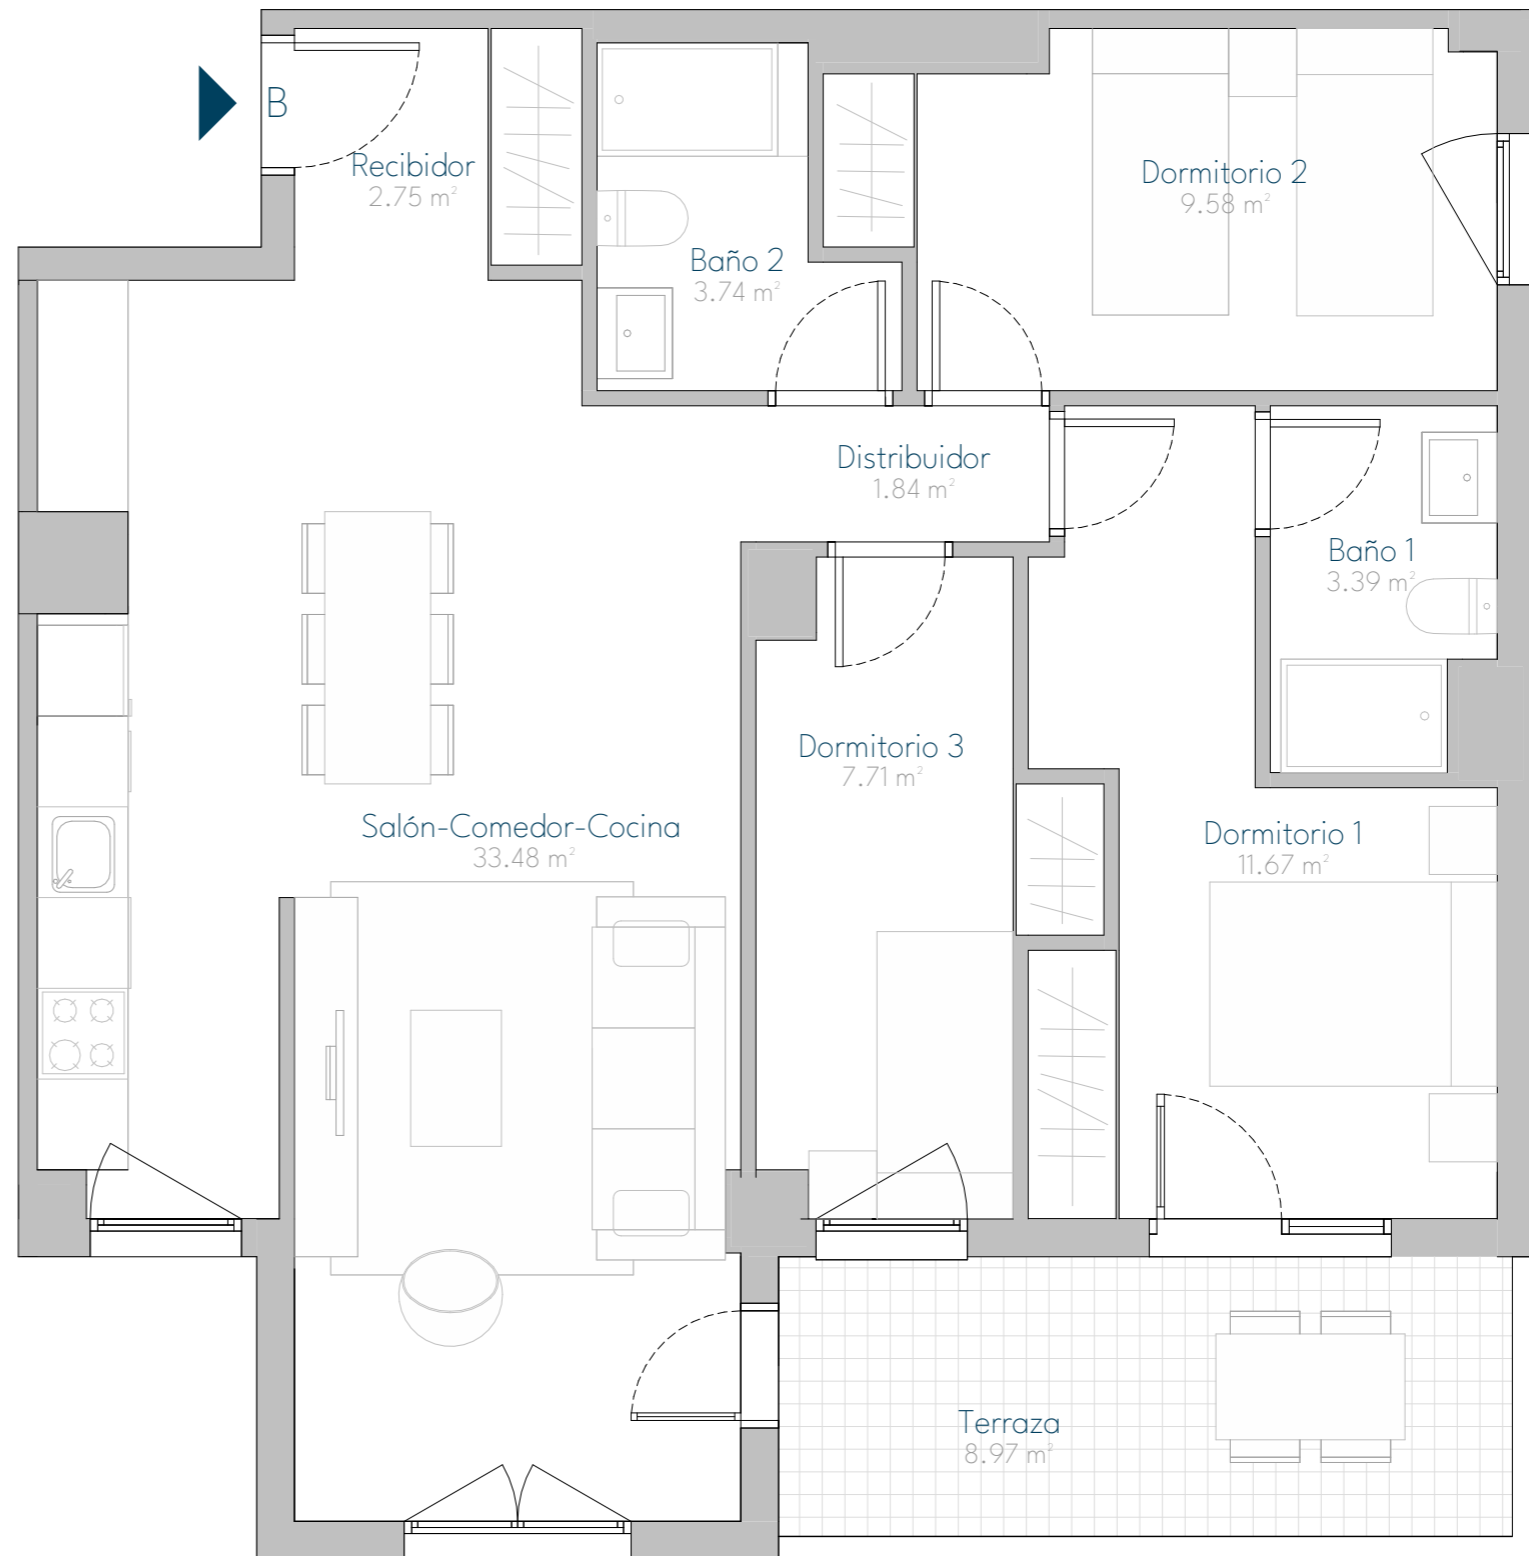 B
Recibidor
2.75 m²
Dormitorio 2
9.58 m²
Baño 2
3.74 m²
Distribuidor
1.84 m²
Baño 1
3.39 m²
Dormitorio 3
7.71 m²
Salón-Comedor-Cocina
33.48 m²
Dormitorio 1
11.67 m²
Terraza
8.97 m²